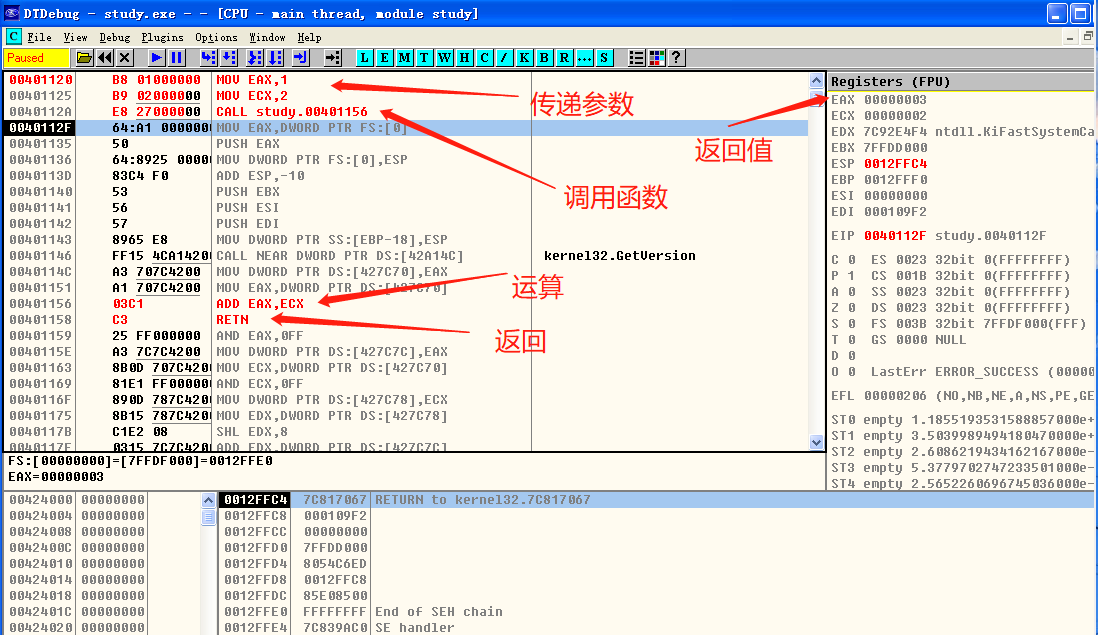 DTDebug - study.exe - - [CPU - main thread, module study]
File View Debug Plugins Options Window Help
Paused L E M T W H C / K B R ... S ?
00401120 B8 01000000 MOV EAX,1
00401125 B9 02000000 MOV ECX,2
0040112A E8 27000000 CALL study.00401156
0040112F 64:A1 0000000 MOV EAX,DWORD PTR FS:[0]
00401135 50 PUSH EAX
00401136 64:8925 0000 MOV DWORD PTR FS:[0],ESP
0040113D 83C4 F0 ADD ESP,-10
00401140 53 PUSH EBX
00401141 56 PUSH ESI
00401142 57 PUSH EDI
00401143 8965 E8 MOV DWORD PTR SS:[EBP-18],ESP
00401146 FF15 4CA14200 CALL NEAR DWORD PTR DS:[42A14C] kernel32.GetVersion
0040114C A3 707C4200 MOV DWORD PTR DS:[427C70],EAX
00401151 A1 707C4200 MOV EAX,DWORD PTR DS:[427C70]
00401156 03C1 ADD EAX,ECX
00401158 C3 RETN
00401159 25 FF000000 AND EAX,0FF
0040115E A3 7C7C4200 MOV DWORD PTR DS:[427C7C],EAX
00401163 8B0D 707C420 MOV ECX,DWORD PTR DS:[427C70]
00401169 81E1 FF00000 AND ECX,0FF
0040116F 890D 787C420 MOV DWORD PTR DS:[427C78],ECX
00401175 8B15 787C420 MOV EDX,DWORD PTR DS:[427C78]
0040117B C1E2 08 SHL EDX,8
0040117E 0315 7C7C420 ADD EDX,DWORD PTR DS:[427C7C]
传递参数
调用函数
返回值
运算
返回
FS:[00000000]=[7FFDF000]=0012FFE0
EAX=00000003
Registers (FPU)
EAX 00000003
ECX 00000002
EDX 7C92E4F4 ntdll.KiFastSystemCa
EBX 7FFDD000
ESP 0012FFC4
EBP 0012FFF0
ESI 00000000
EDI 000109F2
EIP 0040112F study.0040112F
C 0 ES 0023 32bit 0(FFFFFFFF)
P 1 CS 001B 32bit 0(FFFFFFFF)
A 0 SS 0023 32bit 0(FFFFFFFF)
Z 0 DS 0023 32bit 0(FFFFFFFF)
S 0 FS 003B 32bit 7FFDF000(FFF)
T 0 GS 0000 NULL
D 0
O 0 LastErr ERROR_SUCCESS (00000
EFL 00000206 (NO,NB,NE,A,NS,PE,GE
ST0 empty 1.1855193531588857000e+
ST1 empty 3.5039989494180470000e+
ST2 empty 2.6086219434162167000e-
ST3 empty 5.3779702747233501000e-
ST4 empty 2.5652260696745036000e-
00424000 00000000
00424004 00000000
00424008 00000000
0042400C 00000000
00424010 00000000
00424014 00000000
00424018 00000000
0042401C 00000000
00424020 00000000
0012FFC4 7C817067 RETURN to kernel32.7C817067
0012FFC8 000109F2
0012FFCC 00000000
0012FFD0 7FFDD000
0012FFD4 8054C6ED
0012FFD8 0012FFC8
0012FFDC 85E08500
0012FFE0 FFFFFFFF End of SEH chain
0012FFE4 7C839AC0 SE handler